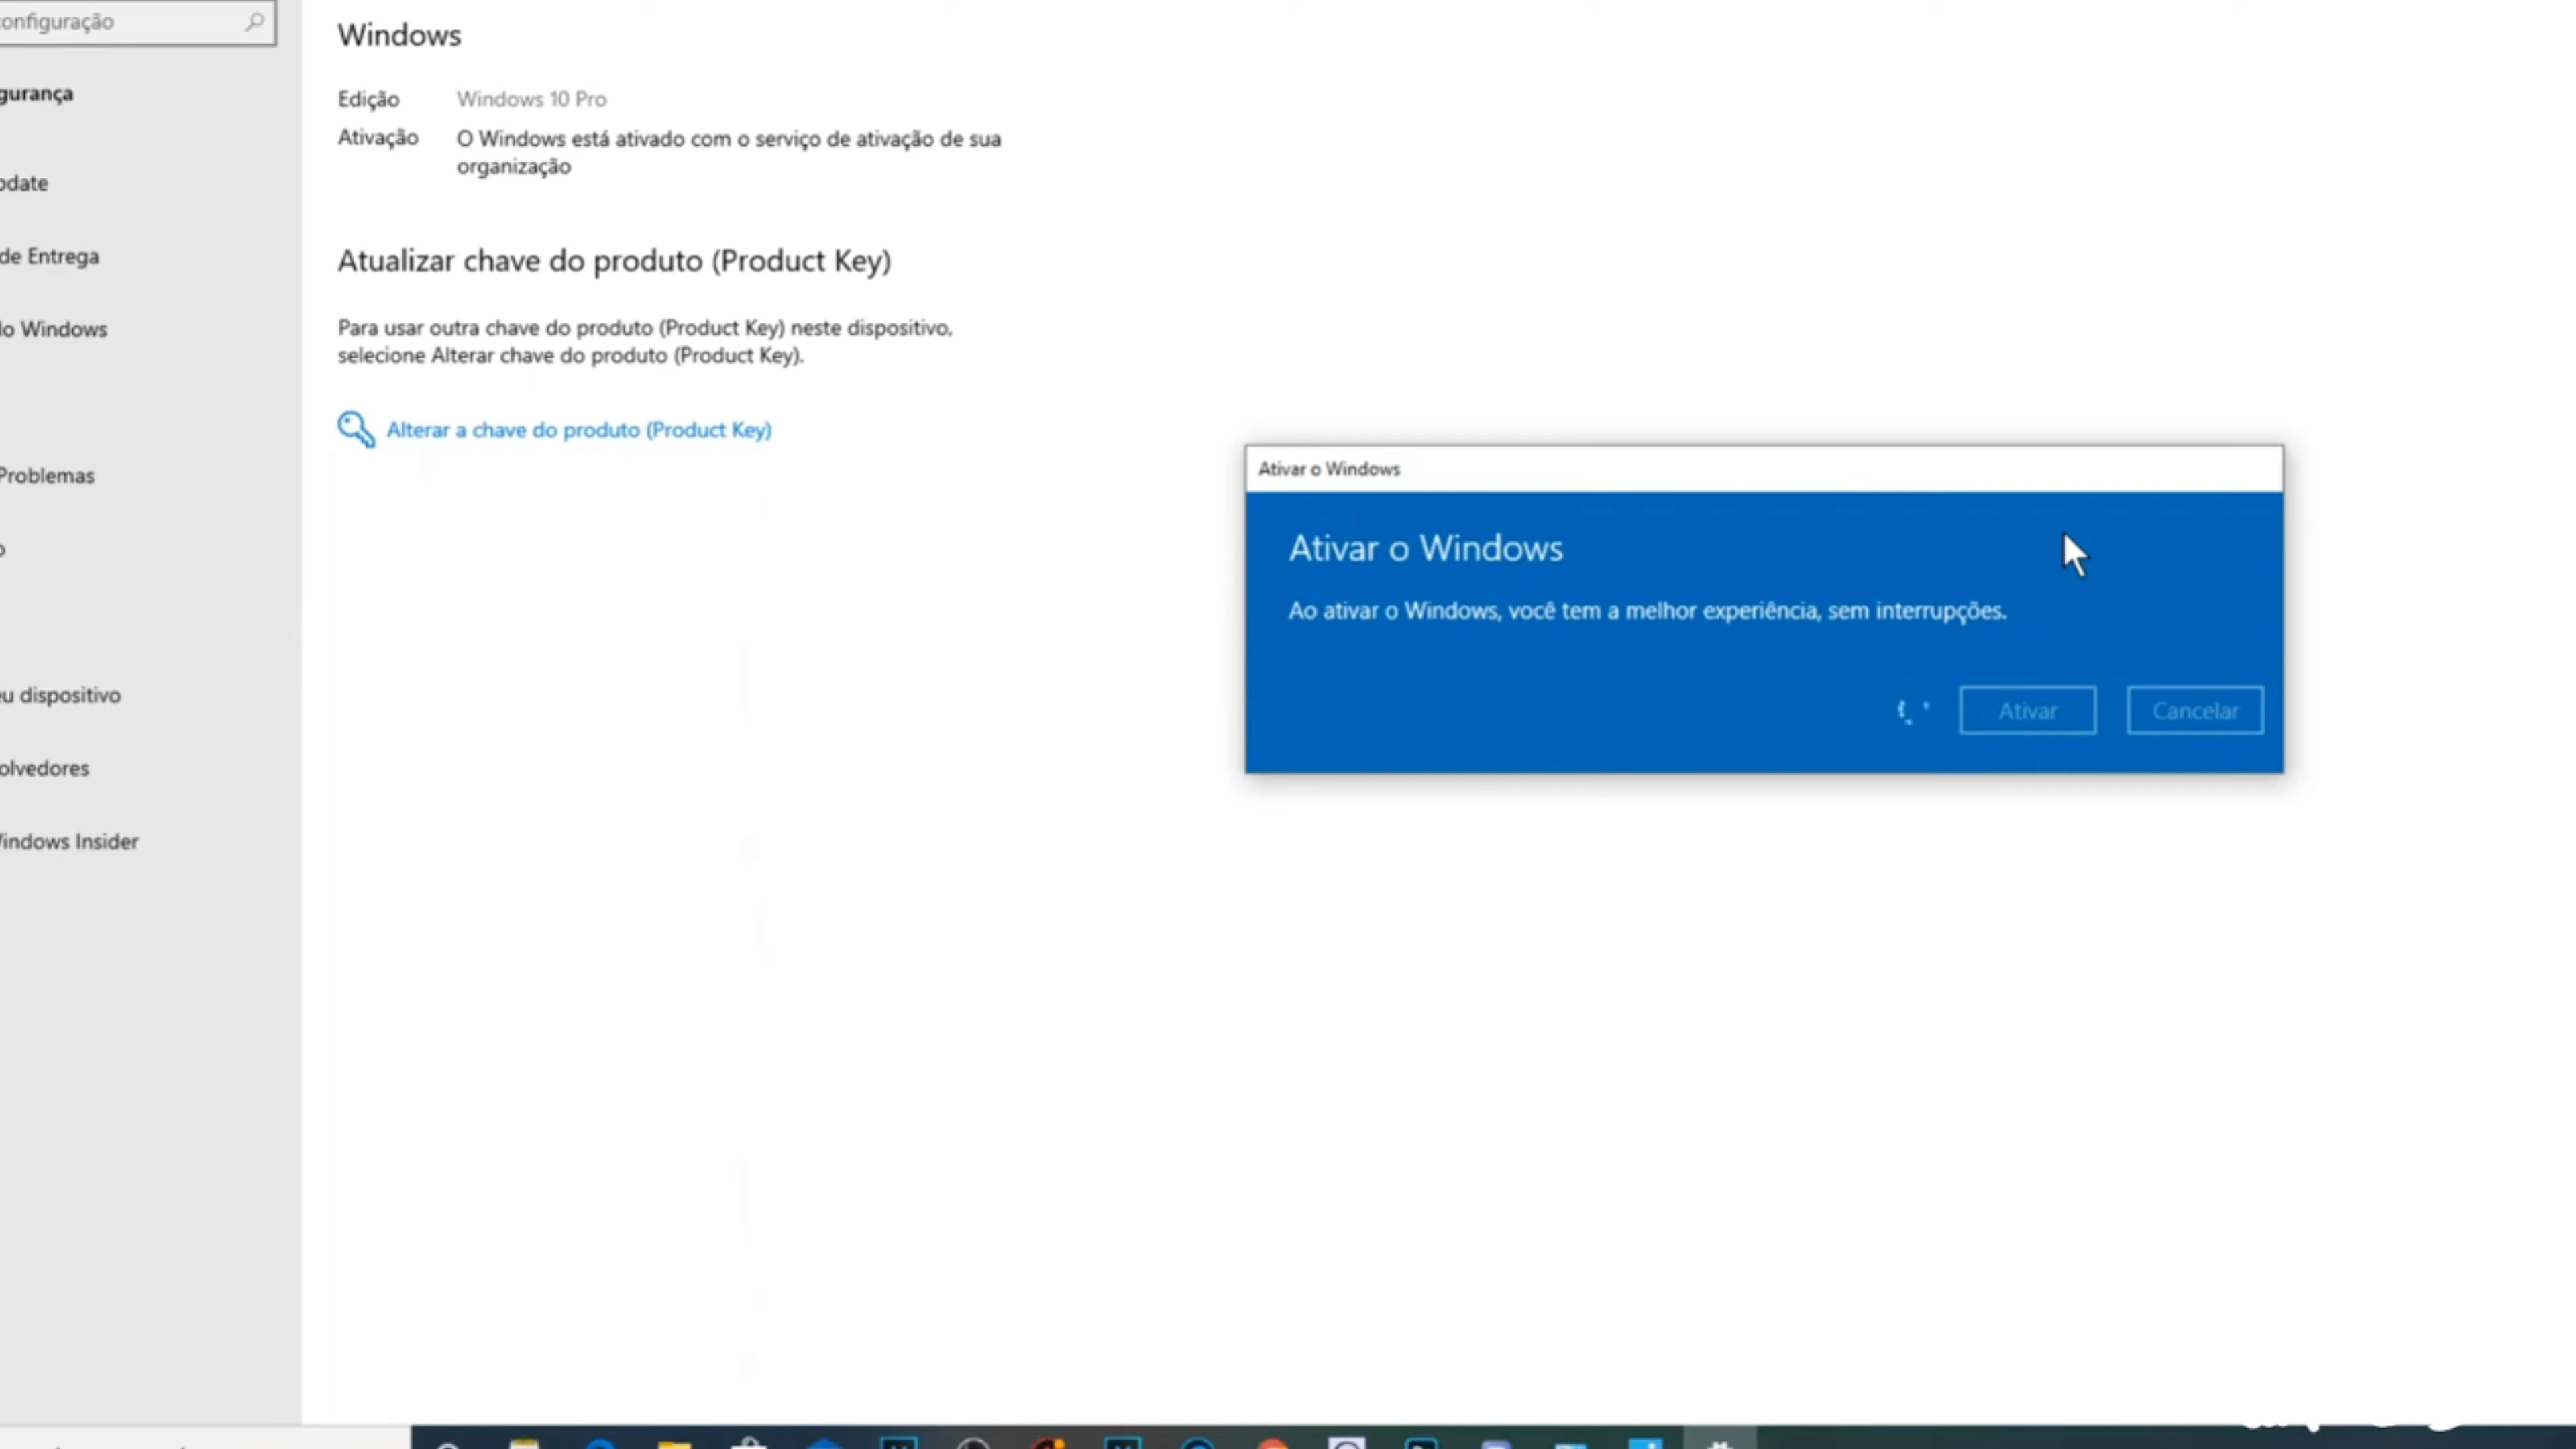 onfiguração
gurança
Update
de Entrega
do Windows
Problemas
o
eu dispositivo
olvedores
Windows Insider
Windows
Edição Windows 10 Pro
Ativação O Windows está ativado com o serviço de ativação de sua
organização
Atualizar chave do produto (Product Key)
Para usar outra chave do produto (Product Key) neste dispositivo,
selecione Alterar chave do produto (Product Key).
Alterar a chave do produto (Product Key)
Ativar o Windows
Ativar o Windows
Ao ativar o Windows, você tem a melhor experiência, sem interrupções.
Ativar Cancelar